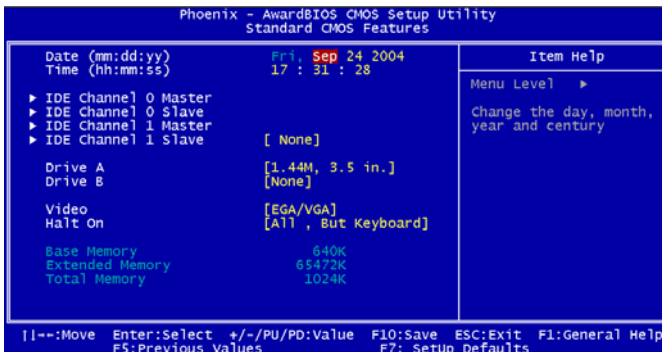 Phoenix - AwardBIOS CMOS Setup Utility
Standard CMOS Features
Date (mm:dd:yy) Fri, Sep 24 2004
Time (hh:mm:ss) 17 : 31 : 28
▶ IDE Channel 0 Master
▶ IDE Channel 0 Slave
▶ IDE Channel 1 Master
▶ IDE Channel 1 Slave [ None]
Drive A [1.44M, 3.5 in.]
Drive B [None]
Video [EGA/VGA]
Halt On [All , But Keyboard]
Base Memory 640K
Extended Memory 65472K
Total Memory 1024K
Item Help
Menu Level ▶
Change the day, month,
year and century
:Move Enter:Select +/-/PU/PD:Value F10:Save ESC:Exit F1:General Help
F5:Previous Values F7: Setup Defaults